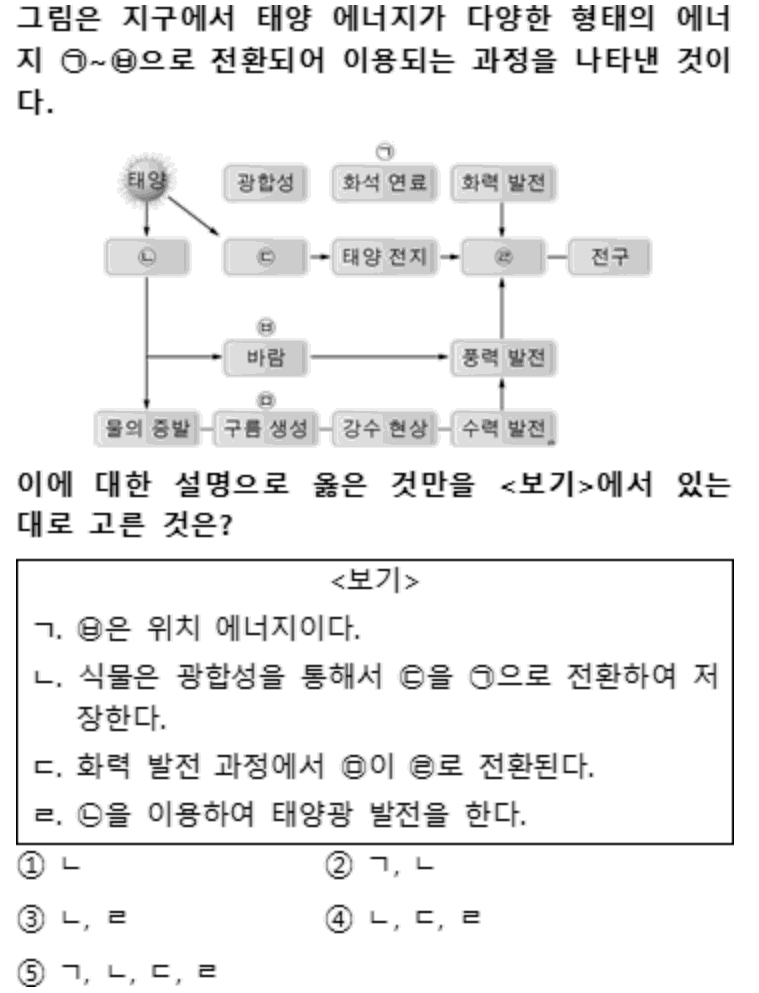 그림은 지구에서 태양 에너지가 다양한 형태의 에너
지 ㉠~㉥으로 전환되어 이용되는 과정을 나타낸 것이
다.
㉠
태양 광합성 화석 연료 화력 발전
㉡ ㉢ 태양 전지 ㉣ 전구
㉥
바람 풍력 발전
㉤
물의 증발 구름 생성 강수 현상 수력 발전
이에 대한 설명으로 옳은 것만을 <보기>에서 있는
대로 고른 것은?
<보기>
ㄱ. ㉥은 위치 에너지이다.
ㄴ. 식물은 광합성을 통해서 ㉢을 ㉠으로 전환하여 저
장한다.
ㄷ. 화력 발전 과정에서 ㉤이 ㉣로 전환된다.
ㄹ. ㉡을 이용하여 태양광 발전을 한다.
① ㄴ ② ㄱ, ㄴ
③ ㄴ, ㄹ ④ ㄴ, ㄷ, ㄹ
⑤ ㄱ, ㄴ, ㄷ, ㄹ